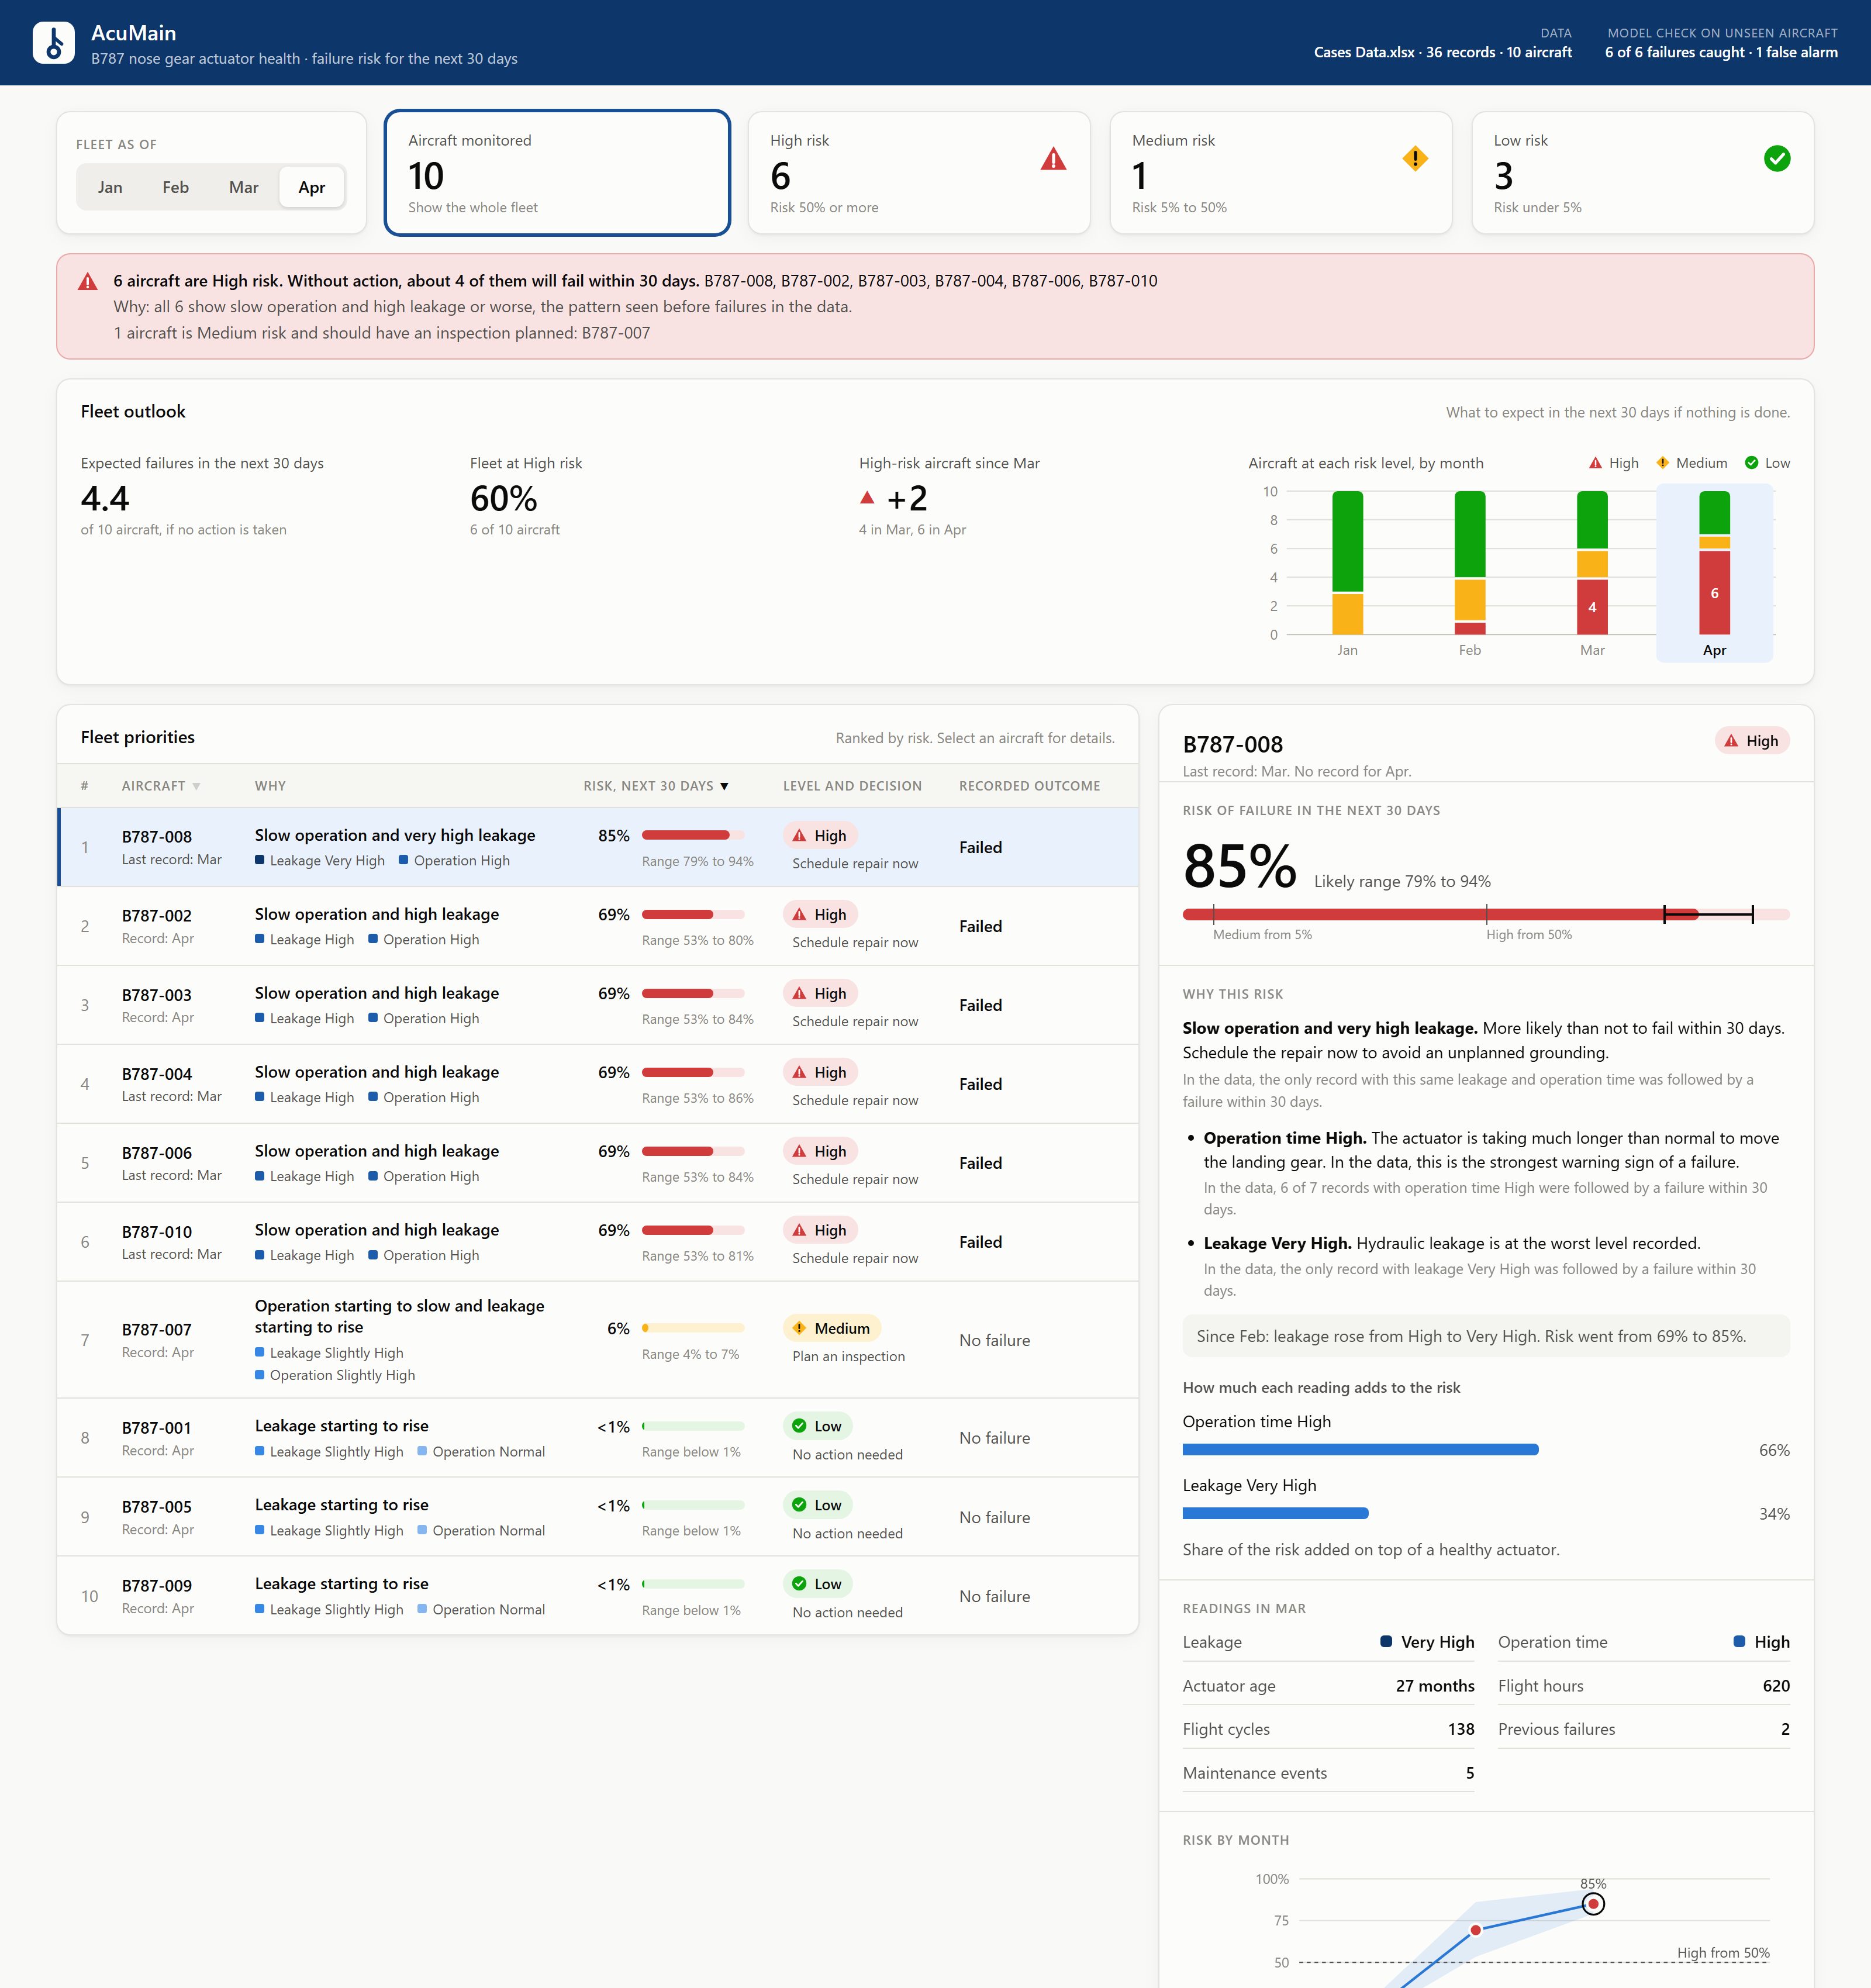 AcuMain
B787 nose gear actuator health · failure risk for the next 30 days
DATA
Cases Data.xlsx · 36 records · 10 aircraft
MODEL CHECK ON UNSEEN AIRCRAFT
6 of 6 failures caught · 1 false alarm
FLEET AS OF
Jan Feb Mar Apr
Aircraft monitored
10
Show the whole fleet
High risk
6
Risk 50% or more
Medium risk
1
Risk 5% to 50%
Low risk
3
Risk under 5%
6 aircraft are High risk. Without action, about 4 of them will fail within 30 days. B787-008, B787-002, B787-003, B787-004, B787-006, B787-010
Why: all 6 show slow operation and high leakage or worse, the pattern seen before failures in the data.
1 aircraft is Medium risk and should have an inspection planned: B787-007
Fleet outlook
What to expect in the next 30 days if nothing is done.
Expected failures in the next 30 days
4.4
of 10 aircraft, if no action is taken
Fleet at High risk
60%
6 of 10 aircraft
High-risk aircraft since Mar
+2
4 in Mar, 6 in Apr
Aircraft at each risk level, by month
High Medium Low
10
8
6
4
2
0
4
6
Jan Feb Mar Apr
Fleet priorities
Ranked by risk. Select an aircraft for details.
# AIRCRAFT ▼ WHY RISK, NEXT 30 DAYS ▼ LEVEL AND DECISION RECORDED OUTCOME
1
B787-008
Last record: Mar
Slow operation and very high leakage
Leakage Very High Operation High
85%
Range 79% to 94%
High
Schedule repair now
Failed
2
B787-002
Record: Apr
Slow operation and high leakage
Leakage High Operation High
69%
Range 53% to 80%
High
Schedule repair now
Failed
3
B787-003
Record: Apr
Slow operation and high leakage
Leakage High Operation High
69%
Range 53% to 84%
High
Schedule repair now
Failed
4
B787-004
Last record: Mar
Slow operation and high leakage
Leakage High Operation High
69%
Range 53% to 86%
High
Schedule repair now
Failed
5
B787-006
Last record: Mar
Slow operation and high leakage
Leakage High Operation High
69%
Range 53% to 84%
High
Schedule repair now
Failed
6
B787-010
Last record: Mar
Slow operation and high leakage
Leakage High Operation High
69%
Range 53% to 81%
High
Schedule repair now
Failed
7
B787-007
Record: Apr
Operation starting to slow and leakage
starting to rise
Leakage Slightly High
Operation Slightly High
6%
Range 4% to 7%
Medium
Plan an inspection
No failure
8
B787-001
Record: Apr
Leakage starting to rise
Leakage Slightly High Operation Normal
<1%
Range below 1%
Low
No action needed
No failure
9
B787-005
Record: Apr
Leakage starting to rise
Leakage Slightly High Operation Normal
<1%
Range below 1%
Low
No action needed
No failure
10
B787-009
Record: Apr
Leakage starting to rise
Leakage Slightly High Operation Normal
<1%
Range below 1%
Low
No action needed
No failure
B787-008
High
Last record: Mar. No record for Apr.
RISK OF FAILURE IN THE NEXT 30 DAYS
85% Likely range 79% to 94%
Medium from 5% High from 50%
WHY THIS RISK
Slow operation and very high leakage. More likely than not to fail within 30 days.
Schedule the repair now to avoid an unplanned grounding.
In the data, the only record with this same leakage and operation time was followed by a
failure within 30 days.
• Operation time High. The actuator is taking much longer than normal to move
the landing gear. In the data, this is the strongest warning sign of a failure.
In the data, 6 of 7 records with operation time High were followed by a failure within 30
days.
• Leakage Very High. Hydraulic leakage is at the worst level recorded.
In the data, the only record with leakage Very High was followed by a failure within 30
days.
Since Feb: leakage rose from High to Very High. Risk went from 69% to 85%.
How much each reading adds to the risk
Operation time High
66%
Leakage Very High
34%
Share of the risk added on top of a healthy actuator.
READINGS IN MAR
Leakage Very High
Operation time High
Actuator age 27 months
Flight hours 620
Flight cycles 138
Previous failures 2
Maintenance events 5
RISK BY MONTH
100%
85%
75
High from 50%
50